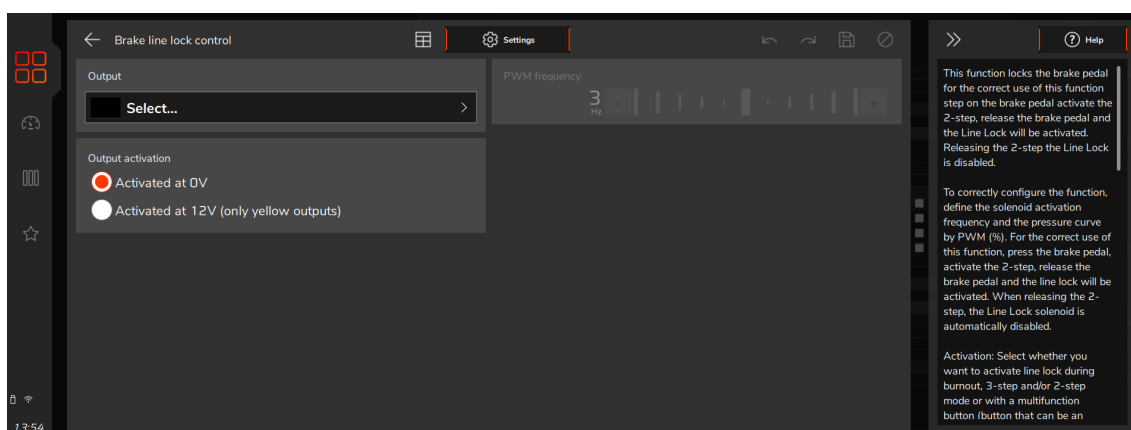 Brake line lock control
Settings
Help
Output
Select...
PWM frequency
3
Hz
-
+
Output activation
Activated at 0V
Activated at 12V (only yellow outputs)
This function locks the brake pedal
for the correct use of this function
step on the brake pedal activate the
2-step, release the brake pedal and
the Line Lock will be activated.
Releasing the 2-step the Line Lock
is disabled.
To correctly configure the function,
define the solenoid activation
frequency and the pressure curve
by PWM (%). For the correct use of
this function, press the brake pedal,
activate the 2-step, release the
brake pedal and the line lock will be
activated. When releasing the 2-
step, the Line Lock solenoid is
automatically disabled.
Activation: Select whether you
want to activate line lock during
burnout, 3-step and/or 2-step
mode or with a multifunction
button (button that can be an
13:54